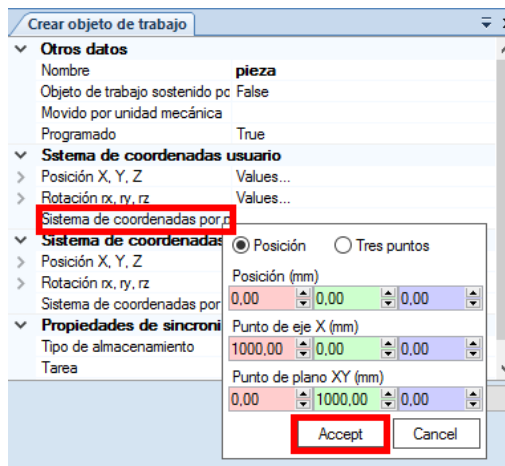 Crear objeto de trabajo
Otros datos
Nombre pieza
Objeto de trabajo sostenido po False
Movido por unidad mecánica
Programado True
Sstema de coordenadas usuario
Posición X, Y, Z Values...
Rotación rx, ry, rz Values...
Sistema de coordenadas por p
Sistema de coordenadas
Posición X, Y, Z
Rotación rx, ry, rz
Sistema de coordenadas por
Propiedades de sincroni
Tipo de almacenamiento
Tarea
Posición Tres puntos
Posición (mm)
0,00 0,00 0,00
Punto de eje X (mm)
1000,00 0,00 0,00
Punto de plano XY (mm)
0,00 1000,00 0,00
Accept Cancel